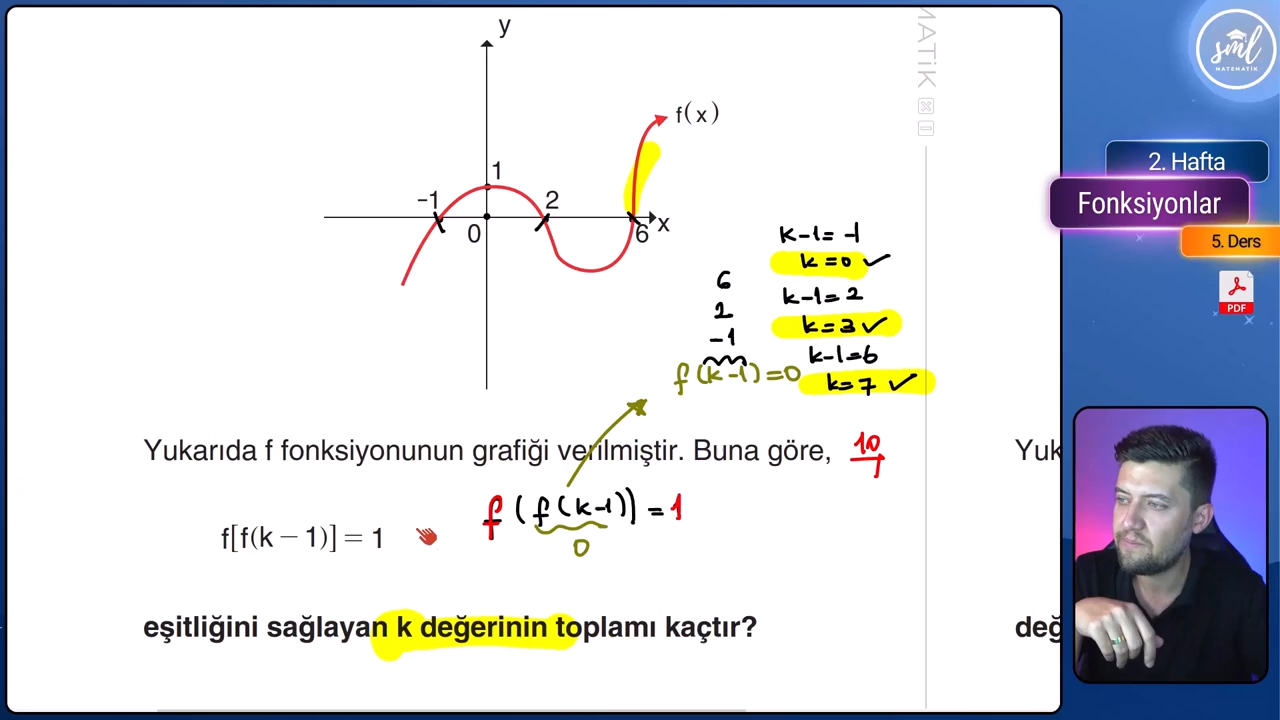 y
f(x)
1
-1
2
0
6
x
k-1=-1
k=0 ✓
6
2
-1
k-1=2
k=3 ✓
k-1=6
f(k-1)=0
k=7 ✓
Yukarıda f fonksiyonunun grafiği verilmiştir. Buna göre,
10
f(f(k-1))=1
0
f[f(k − 1)] = 1
eşitliğini sağlayan k değerinin toplamı kaçtır?
MATİK
Yuk
değ
sml
MATEMATİK
2. Hafta
Fonksiyonlar
5. Ders
PDF